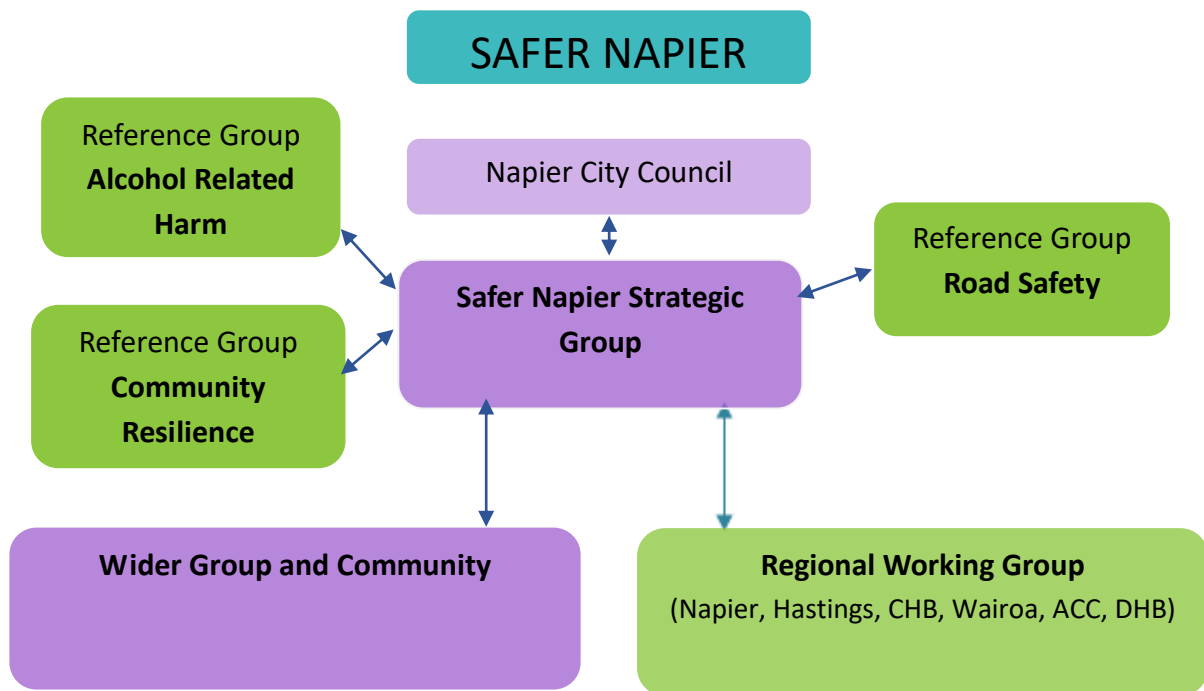 SAFER NAPIER
Reference Group
Alcohol Related
Harm
Napier City Council
Reference Group
Road Safety
Safer Napier Strategic
Group
Reference Group
Community
Resilience
Wider Group and Community
Regional Working Group
(Napier, Hastings, CHB, Wairoa, ACC, DHB)